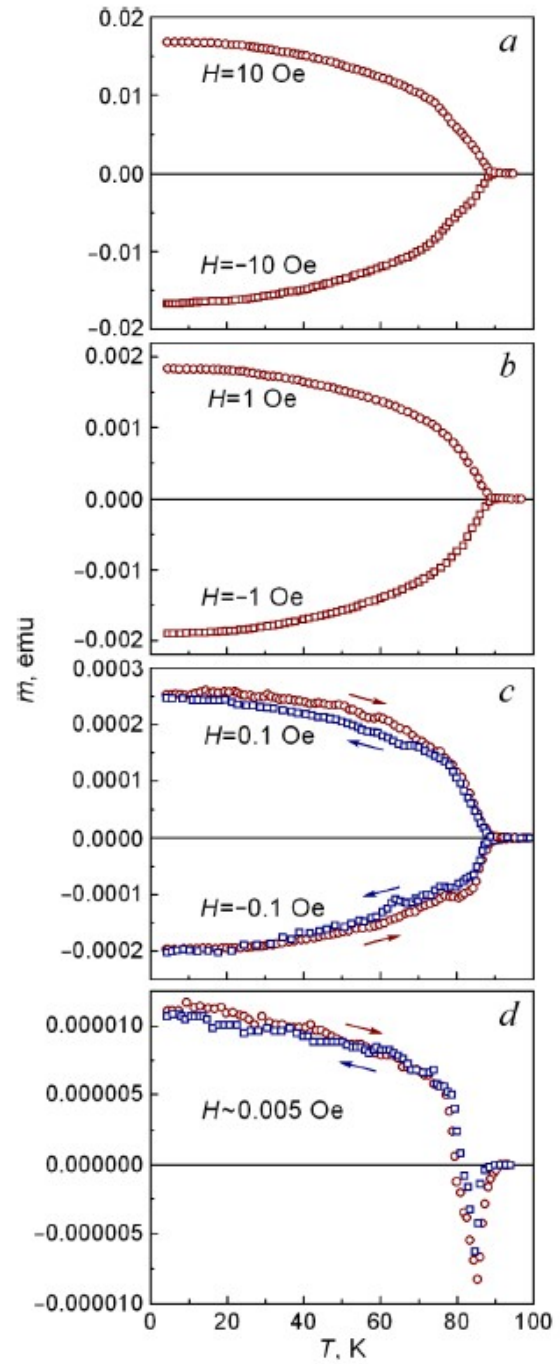 0.02
a
H=10 Oe
0.01
0.00
−0.01
H=−10 Oe
−0.02
b
0.002
H=1 Oe
0.001
0.000
−0.001
H=−1 Oe
−0.002
m, emu
0.0003
c
0.0002
H=0.1 Oe
0.0001
0.0000
−0.0001
H=−0.1 Oe
−0.0002
d
0.000010
0.000005
H~0.005 Oe
0.000000
−0.000005
−0.000010
0 20 40 60 80 100
T, K